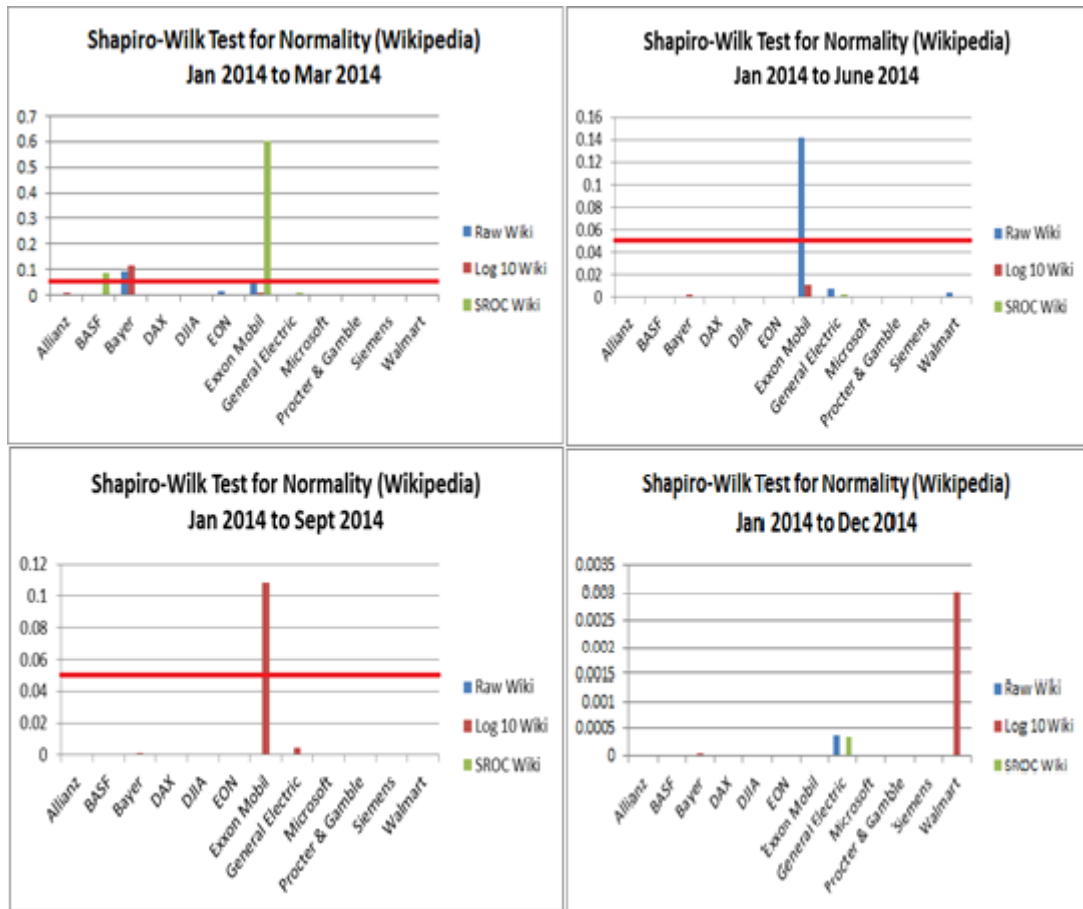 Shapiro-Wilk Test for Normality (Wikipedia)
Jan 2014 to Mar 2014
0.7
0.6
0.5
0.4
0.3
0.2
0.1
0
Raw Wiki
Log 10 Wiki
SROC Wiki
Allianz
BASF
Bayer
DAX
DJIA
EON
Exxon Mobil
General Electric
Microsoft
Procter & Gamble
Siemens
Walmart
Shapiro-Wilk Test for Normality (Wikipedia)
Jan 2014 to June 2014
0.16
0.14
0.12
0.1
0.08
0.06
0.04
0.02
0
Raw Wiki
Log 10 Wiki
SROC Wiki
Allianz
BASF
Bayer
DAX
DJIA
EON
Exxon Mobil
General Electric
Microsoft
Procter & Gamble
Siemens
Walmart
Shapiro-Wilk Test for Normality (Wikipedia)
Jan 2014 to Sept 2014
0.12
0.1
0.08
0.06
0.04
0.02
0
Raw Wiki
Log 10 Wiki
SROC Wiki
Allianz
BASF
Bayer
DAX
DJIA
EON
Exxon Mobil
General Electric
Microsoft
Procter & Gamble
Siemens
Walmart
Shapiro-Wilk Test for Normality (Wikipedia)
Jan 2014 to Dec 2014
0.0035
0.003
0.0025
0.002
0.0015
0.001
0.0005
0
Raw Wiki
Log 10 Wiki
SROC Wiki
Allianz
BASF
Bayer
DAX
DJIA
EON
Exxon Mobil
General Electric
Microsoft
Procter & Gamble
Siemens
Walmart